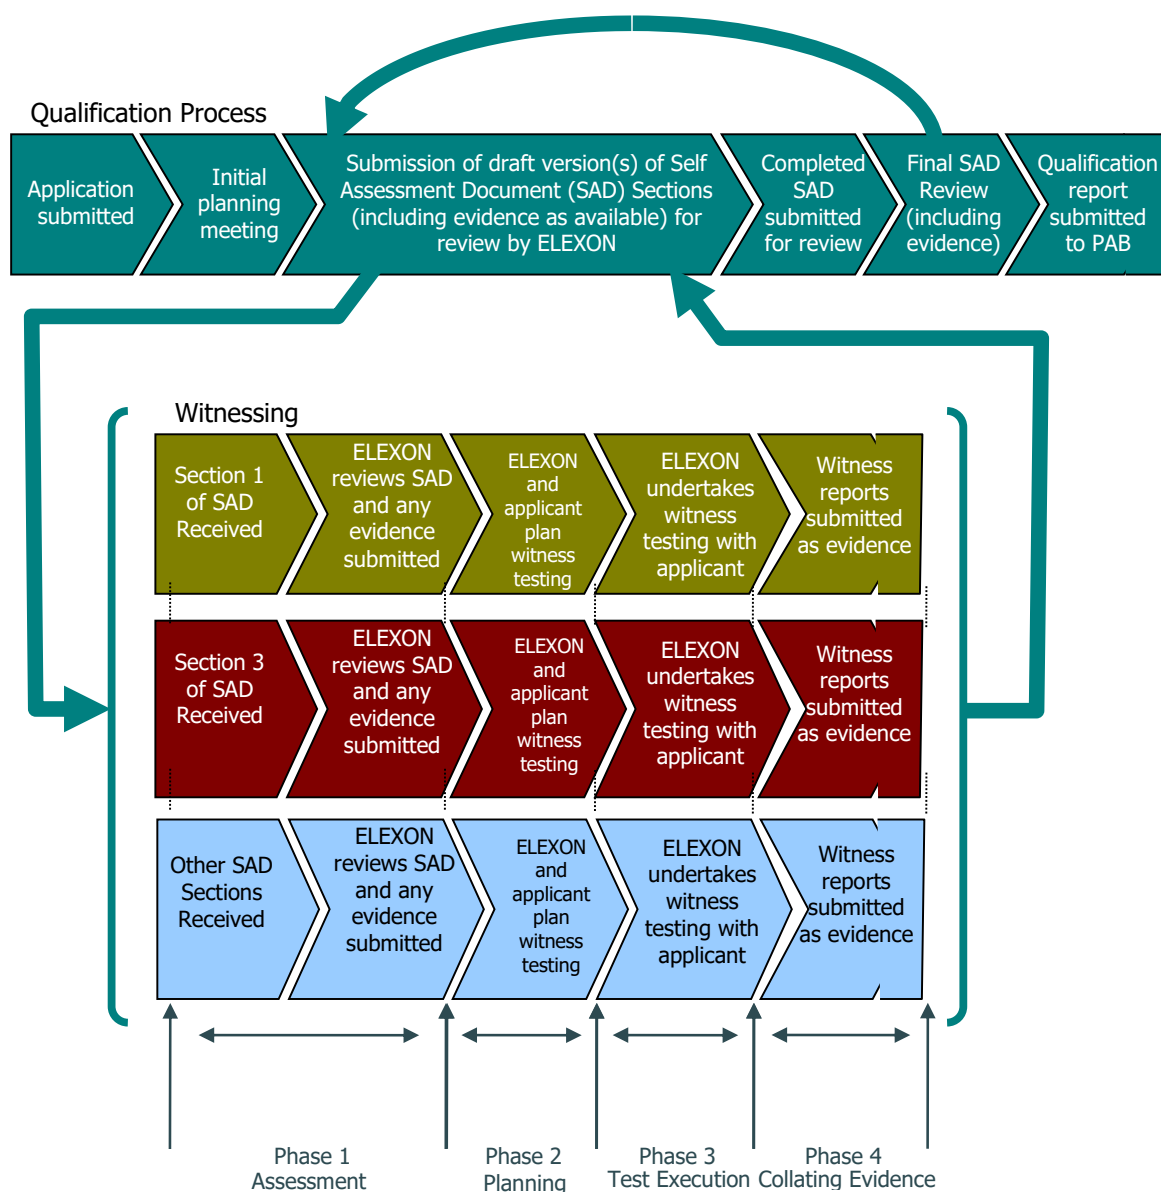 Qualification Process
Application
submitted
Initial
planning
meeting
Submission of draft version(s) of Self
Assessment Document (SAD) Sections
(including evidence as available) for
review by ELEXON
Completed
SAD
submitted
for review
Final SAD
Review
(including
evidence)
Qualification
report
submitted
to PAB
Witnessing
Section 1
of SAD
Received
ELEXON
reviews SAD
and any
evidence
submitted
ELEXON
and
applicant
plan
witness
testing
ELEXON
undertakes
witness
testing with
applicant
Witness
reports
submitted
as evidence
Section 3
of SAD
Received
ELEXON
reviews SAD
and any
evidence
submitted
ELEXON
and
applicant
plan
witness
testing
ELEXON
undertakes
witness
testing with
applicant
Witness
reports
submitted
as evidence
Other SAD
Sections
Received
ELEXON
reviews SAD
and any
evidence
submitted
ELEXON
and
applicant
plan
witness
testing
ELEXON
undertakes
witness
testing with
applicant
Witness
reports
submitted
as evidence
Phase 1
Assessment
Phase 2
Planning
Phase 3
Test Execution
Phase 4
Collating Evidence